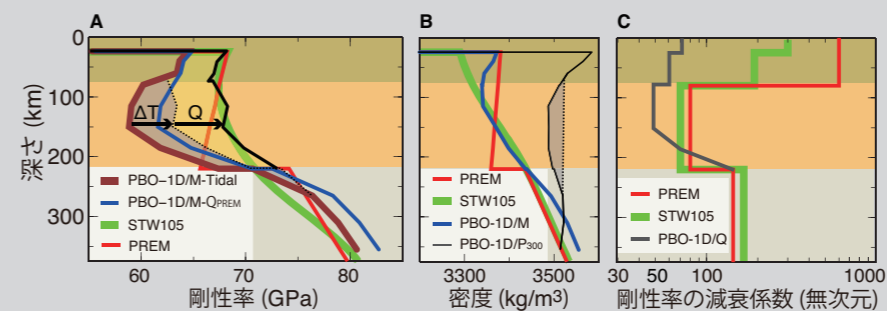 A
B
C
0
100
200
300
深さ (km)
ΔT
Q
PBO–1D/M-Tidal
PBO–1D/M-QPREM
STW105
PREM
60
70
80
剛性率 (GPa)
PREM
STW105
PBO-1D/M
PBO-1D/P300
3300
3500
密度 (kg/m3)
PREM
STW105
PBO-1D/Q
30
50
100
1000
剛性率の減衰係数 (無次元)